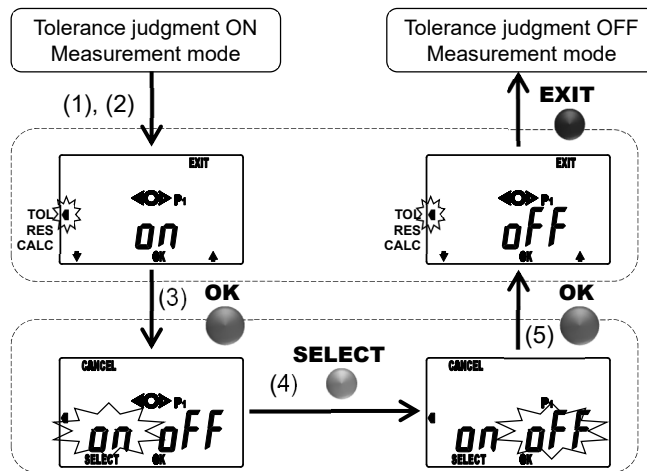 Tolerance judgment ON
Measurement mode
Tolerance judgment OFF
Measurement mode
(1), (2)
EXIT
EXIT
P1
TOL
RES
CALC
on
OK
EXIT
P1
TOL
RES
CALC
oFF
OK
(3)
OK
(5)
OK
CANCEL
P1
on oFF
SELECT
OK
(4)
SELECT
CANCEL
P1
on oFF
SELECT
OK